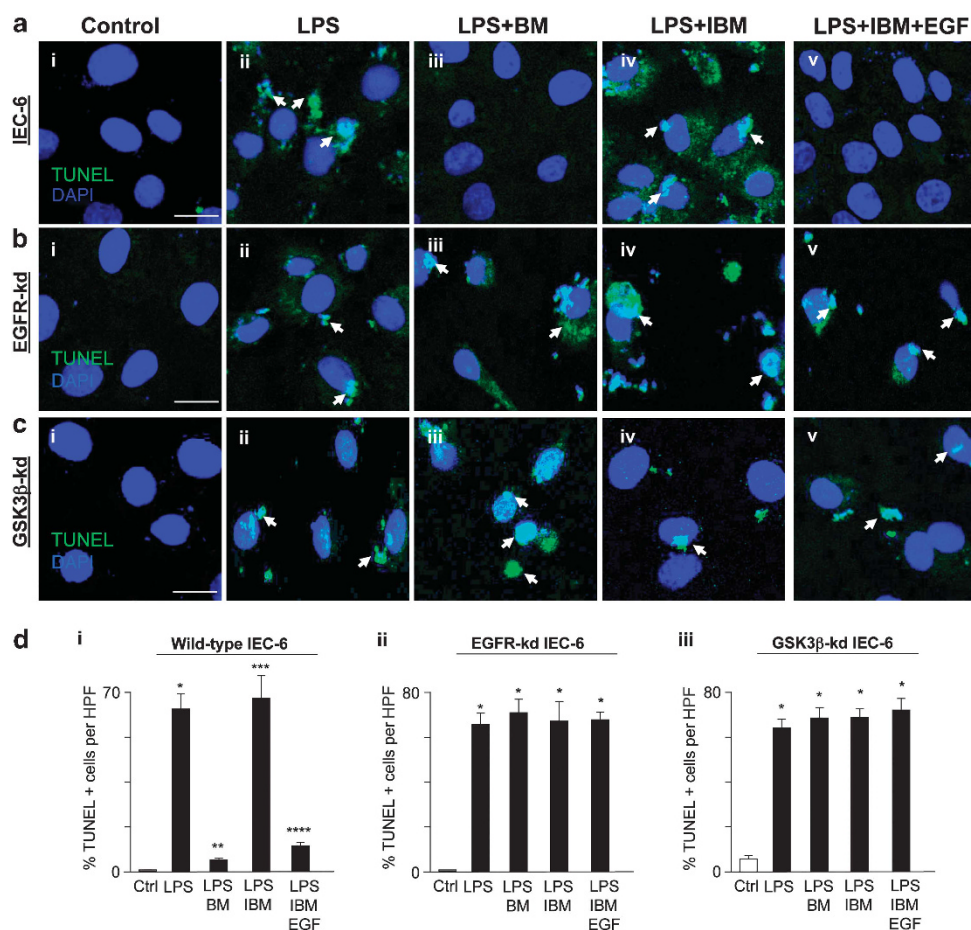 a
Control
LPS
LPS+BM
LPS+IBM
LPS+IBM+EGF
IEC-6
i
ii
iii
iv
v
TUNEL
DAPI
b
EGFR-kd
i
ii
iii
iv
v
TUNEL
DAPI
c
GSK3β-kd
i
ii
iii
iv
v
TUNEL
DAPI
d
i
Wild-type IEC-6
% TUNEL + cells per HPF
70
0
*
**
***
****
Ctrl LPS LPS LPS LPS
BM IBM IBM
EGF
ii
EGFR-kd IEC-6
% TUNEL + cells per HPF
80
0
* * * *
Ctrl LPS LPS LPS LPS
BM IBM IBM
EGF
iii
GSK3β-kd IEC-6
% TUNEL + cells per HPF
80
0
* * * *
Ctrl LPS LPS LPS LPS
BM IBM IBM
EGF